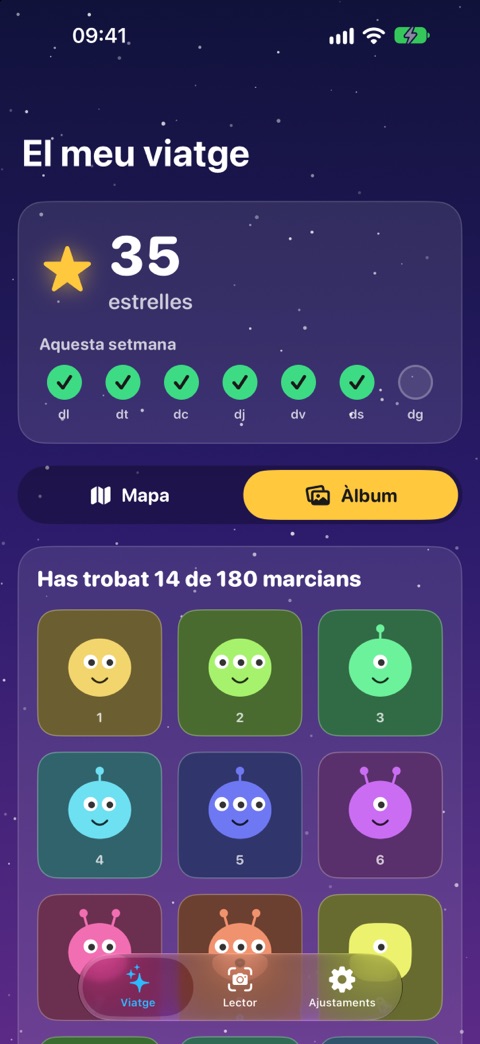 09:41
El meu viatge
35
estrelles
Aquesta setmana
dl dt dc dj dv ds dg
Mapa Àlbum
Has trobat 14 de 180 marcians
1 2 3
4 5 6
Viatge Lector Ajustaments